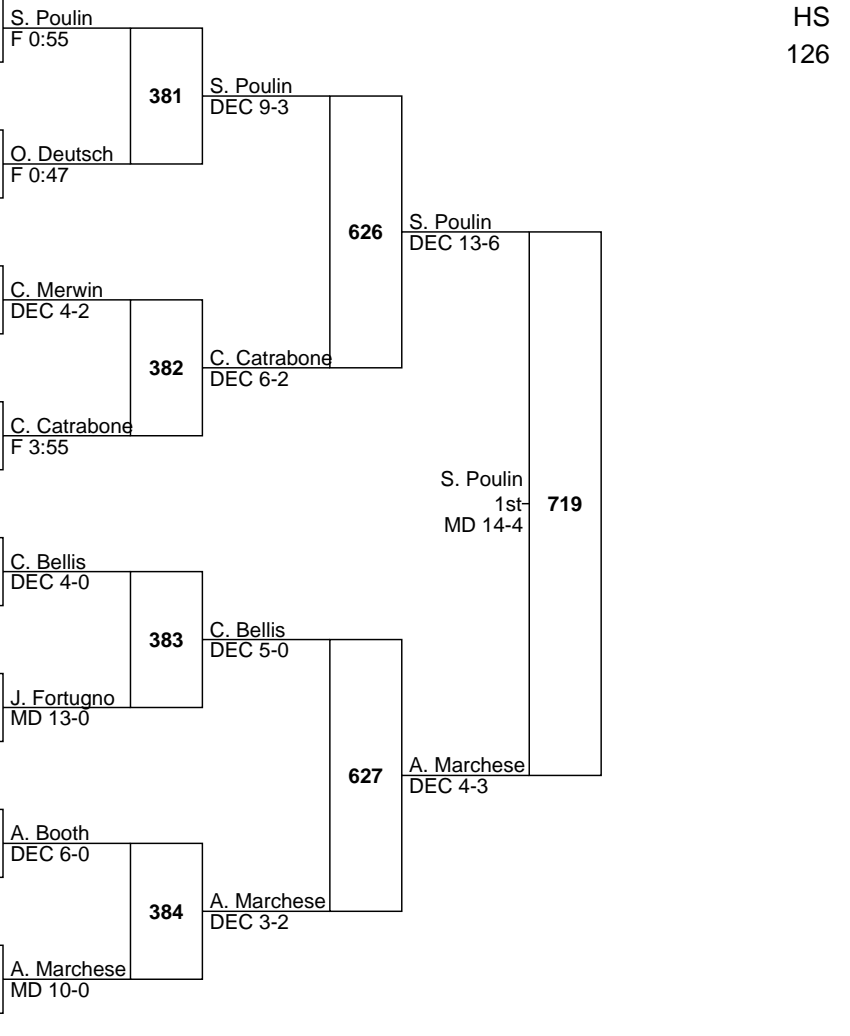 HS
126
S. Poulin
F 0:55
381
S. Poulin
DEC 9-3
O. Deutsch
F 0:47
626
S. Poulin
DEC 13-6
C. Merwin
DEC 4-2
382
C. Catrabone
DEC 6-2
C. Catrabone
F 3:55
S. Poulin
1st
MD 14-4
719
C. Bellis
DEC 4-0
383
C. Bellis
DEC 5-0
J. Fortugno
MD 13-0
627
A. Marchese
DEC 4-3
A. Booth
DEC 6-0
384
A. Marchese
DEC 3-2
A. Marchese
MD 10-0